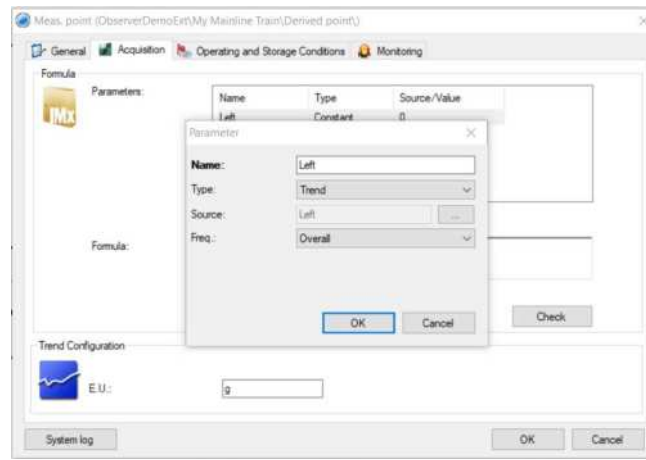 Meas. point (ObserverDemoExt\My Mainline Train\Derived point\)
General Acquisition Operating and Storage Conditions Monitoring
Formula
IMx
Parameters:
Name Type Source/Value
Left Constant 0
Parameter
Name:
Left
Type:
Trend
Source:
Left
...
Freq.:
Overall
OK Cancel
Formula:
Check
Trend Configuration
E.U.:
g
System log
OK Cancel